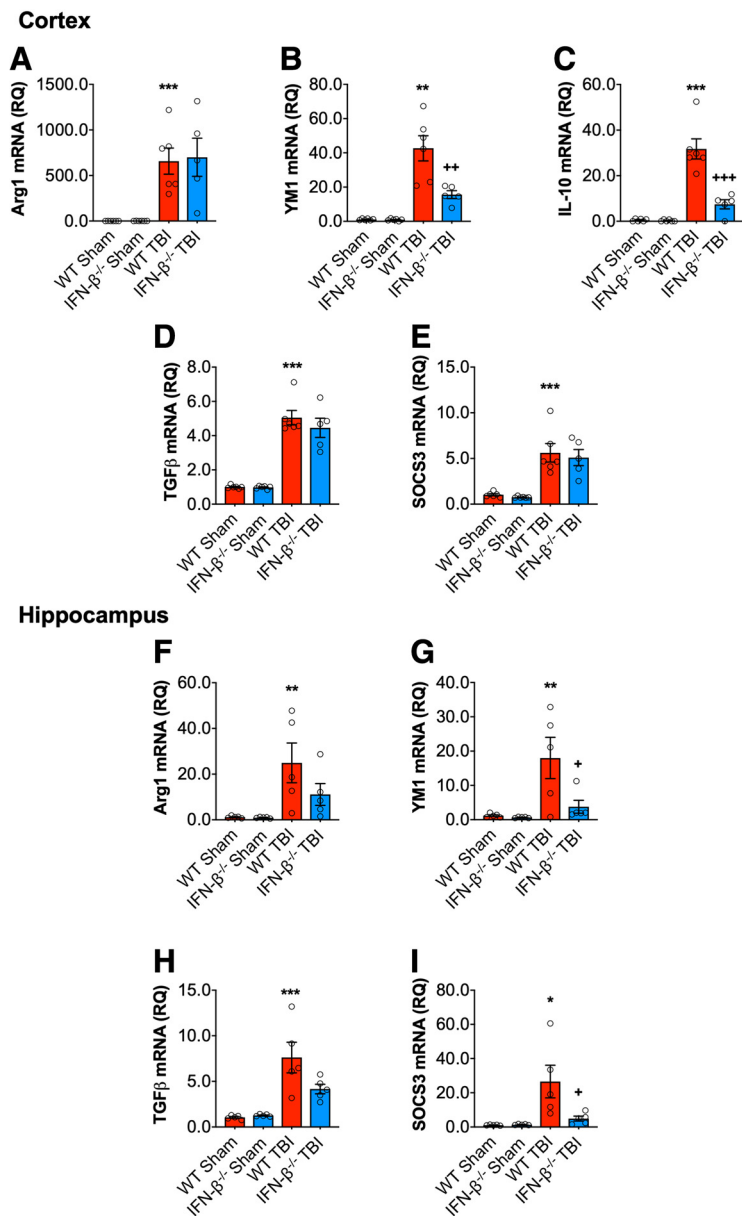 Cortex
A
Arg1 mRNA (RQ)
1500.0
1000.0
500.0
0.0
***
WT Sham
IFN-β-/- Sham
WT TBI
IFN-β-/- TBI
B
YM1 mRNA (RQ)
80.0
60.0
40.0
20.0
0.0
**
++
WT Sham
IFN-β-/- Sham
WT TBI
IFN-β-/- TBI
C
IL-10 mRNA (RQ)
60.0
40.0
20.0
0.0
***
+++
WT Sham
IFN-β-/- Sham
WT TBI
IFN-β-/- TBI
D
TGFβ mRNA (RQ)
8.0
6.0
4.0
2.0
0.0
***
WT Sham
IFN-β-/- Sham
WT TBI
IFN-β-/- TBI
E
SOCS3 mRNA (RQ)
15.0
10.0
5.0
0.0
***
WT Sham
IFN-β-/- Sham
WT TBI
IFN-β-/- TBI
Hippocampus
F
Arg1 mRNA (RQ)
60.0
40.0
20.0
0.0
**
WT Sham
IFN-β-/- Sham
WT TBI
IFN-β-/- TBI
G
YM1 mRNA (RQ)
40.0
30.0
20.0
10.0
0.0
**
+
WT Sham
IFN-β-/- Sham
WT TBI
IFN-β-/- TBI
H
TGFβ mRNA (RQ)
15.0
10.0
5.0
0.0
***
WT Sham
IFN-β-/- Sham
WT TBI
IFN-β-/- TBI
I
SOCS3 mRNA (RQ)
80.0
60.0
40.0
20.0
0.0
*
+
WT Sham
IFN-β-/- Sham
WT TBI
IFN-β-/- TBI